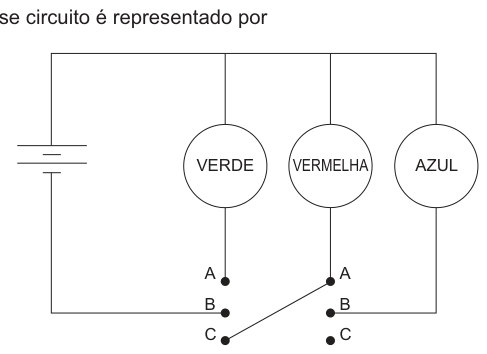 se circuito é representado por
VERDE VERMELHA AZUL
A A
B B
C C